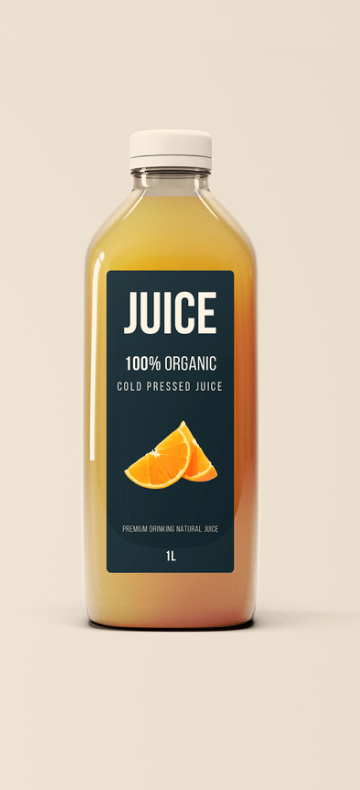 JUICE
100% ORGANIC
COLD PRESSED JUICE
PREMIUM DRINKING NATURAL JUICE
1L